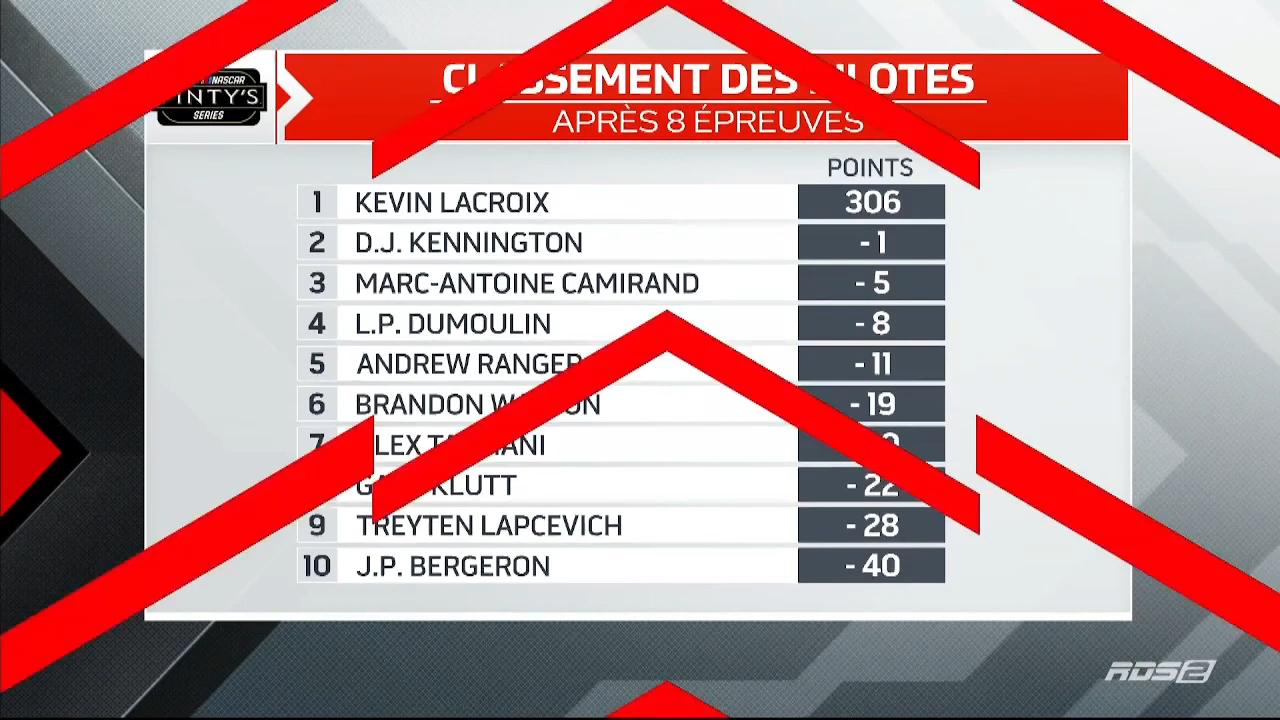 NASCAR
SERIES
DES
APRÈS 8 ÉPREUVES
POINTS
1 KEVIN LACROIX 306
2 D.J. KENNINGTON - 1
3 MARC-ANTOINE CAMIRAND - 5
4 L.P. DUMOULIN - 8
5 ANDREW RANGER - 11
6 BRANDON - 19
7
KLUTT - 22
9 TREYTEN LAPCEVICH - 28
10 J.P. BERGERON - 40
RDS2